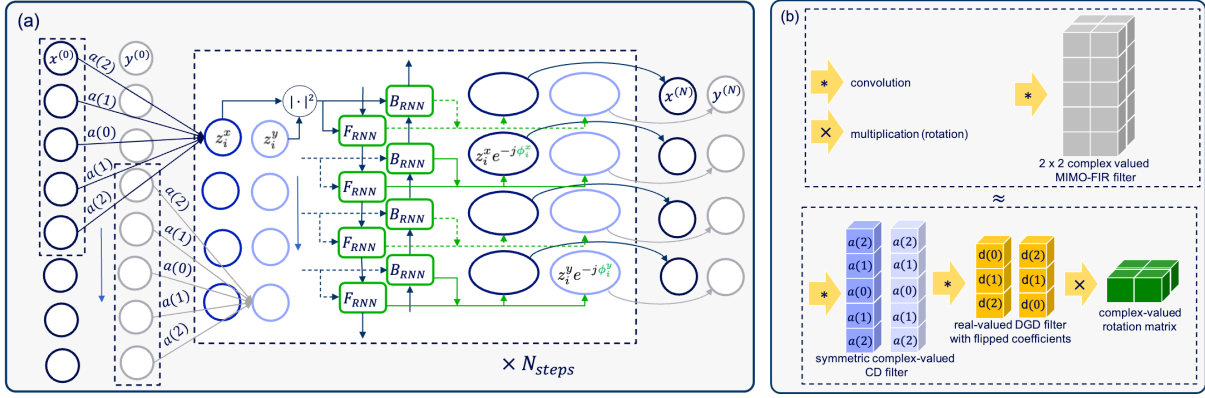 (a)
x^(0)
y^(0)
a(2)
a(1)
a(0)
a(1)
a(2)
a(2)
a(1)
a(0)
a(1)
a(2)
z_i^x
z_i^y
|·|²
B_RNN
F_RNN
B_RNN
F_RNN
B_RNN
F_RNN
B_RNN
F_RNN
z_i^x e^{-jϕ_i^x}
z_i^y e^{-jϕ_i^y}
x^(N)
y^(N)
× N_steps
(b)
* convolution
× multiplication (rotation)
*
2 x 2 complex valued
MIMO-FIR filter
≈
*
a(2) a(2)
a(1) a(1)
a(0) a(0)
a(1) a(1)
a(2) a(2)
symmetric complex-valued
CD filter
*
d(0) d(2)
d(1) d(1)
d(2) d(0)
real-valued DGD filter
with flipped coefficients
×
complex-valued
rotation matrix